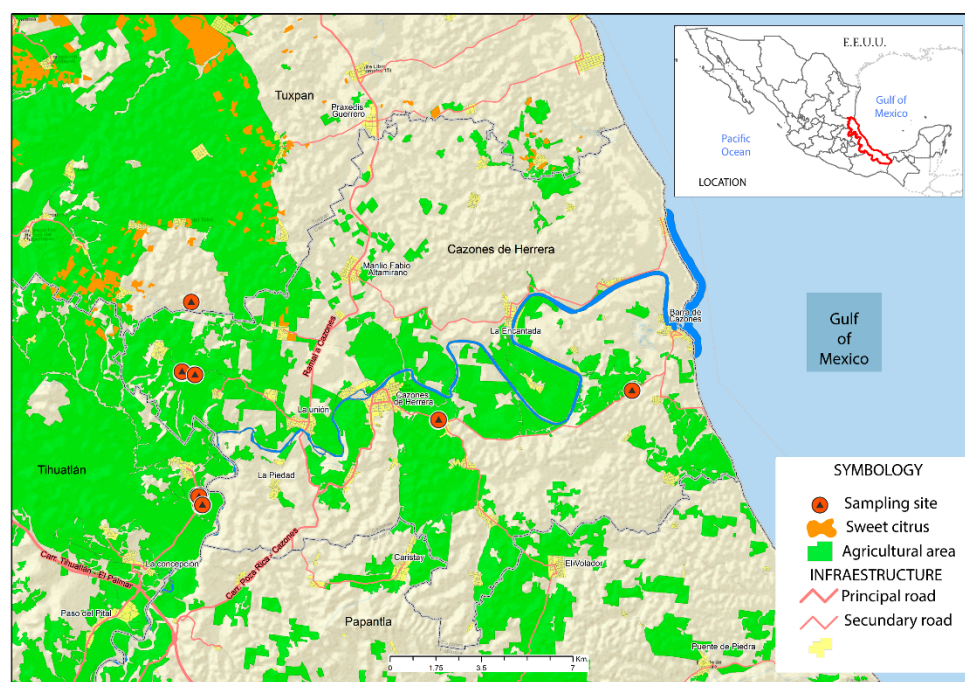 E.E.U.U.
Gulf of
Mexico
Pacific
Ocean
LOCATION
Tuxpan
Praxedis
Guerrero
Cazones de Herrera
Manlio Fabio
Altamirano
La Encantada
Barra de
Cazones
Gulf
of
Mexico
Ramal a Cazones
Cazones
de Herrera
La unión
Tihuatlán
La Piedad
La concepción
Carr. Tihuatlán - El Palmar
Carr. Poza Rica - Cazones
Caristay
El Volador
Paso del Pital
Papantla
Puente de Piedra
0 1.75 3.5 7
Km.
SYMBOLOGY
Sampling site
Sweet citrus
Agricultural area
INFRAESTRUCTURE
Principal road
Secundary road